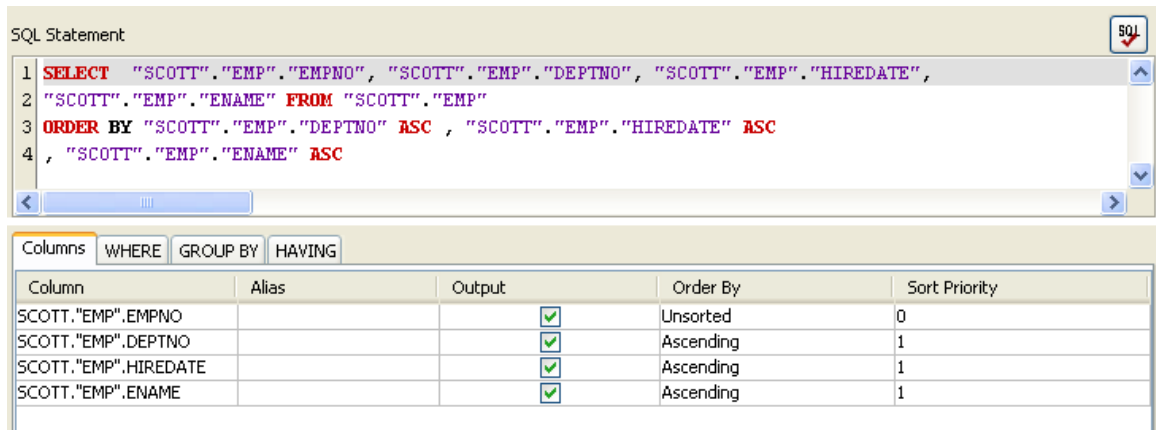 SQL Statement
SQL
1 SELECT "SCOTT"."EMP"."EMPNO", "SCOTT"."EMP"."DEPTNO", "SCOTT"."EMP"."HIREDATE",
2 "SCOTT"."EMP"."ENAME" FROM "SCOTT"."EMP"
3 ORDER BY "SCOTT"."EMP"."DEPTNO" ASC , "SCOTT"."EMP"."HIREDATE" ASC
4 , "SCOTT"."EMP"."ENAME" ASC
Columns WHERE GROUP BY HAVING
Column Alias Output Order By Sort Priority
SCOTT."EMP".EMPNO Unsorted 0
SCOTT."EMP".DEPTNO Ascending 1
SCOTT."EMP".HIREDATE Ascending 1
SCOTT."EMP".ENAME Ascending 1